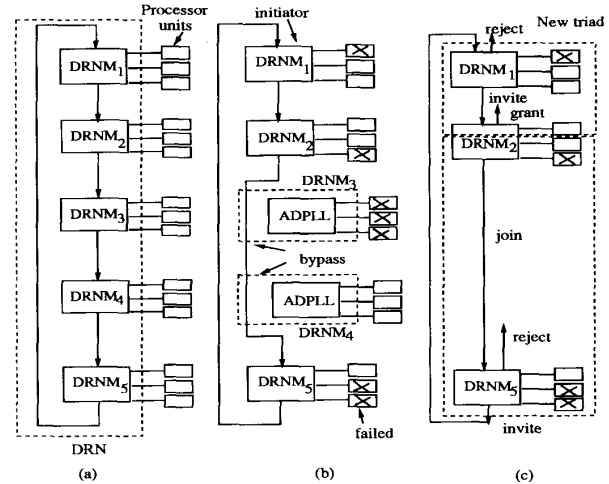 Processor
units
DRNM1
DRNM2
DRNM3
DRNM4
DRNM5
DRN
(a)
initiator
DRNM1
DRNM2
DRNM3
ADPLL
bypass
ADPLL
DRNM4
DRNM5
failed
(b)
reject
New triad
DRNM1
invite
grant
DRNM2
join
reject
DRNM5
invite
(c)